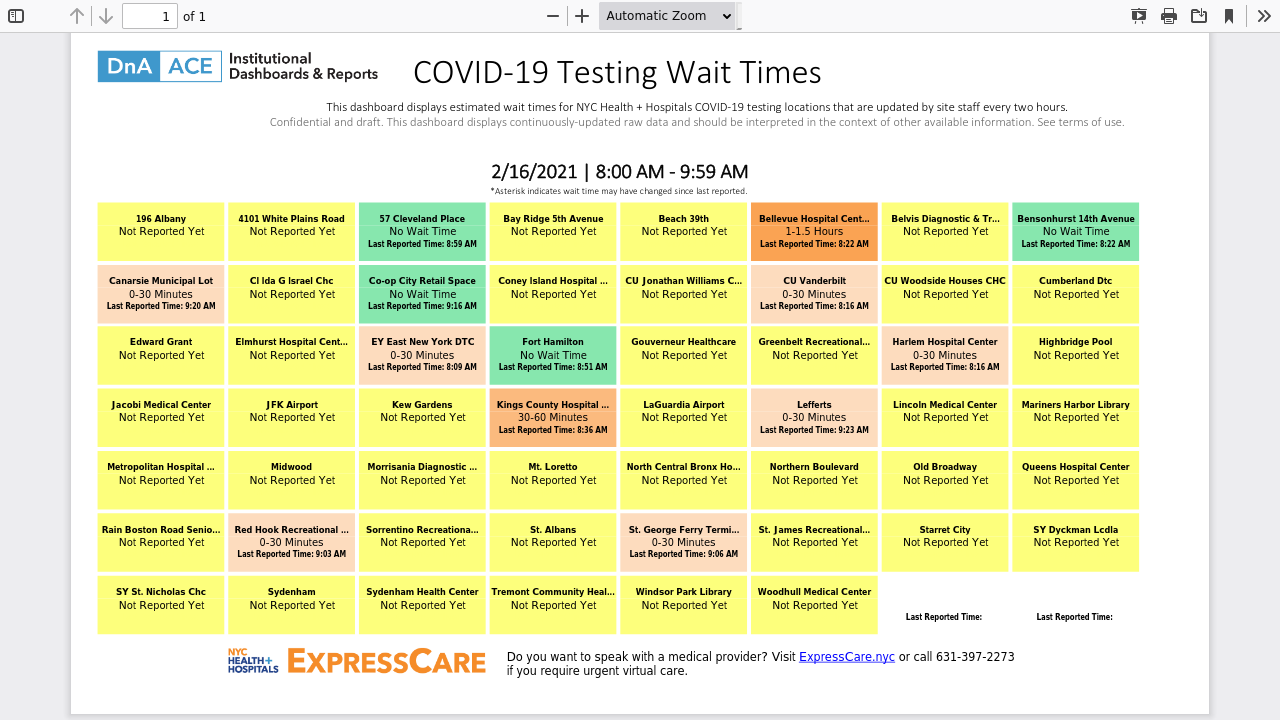 1 of 1 Automatic Zoom
DnA ACE Institutional
Dashboards & Reports
COVID-19 Testing Wait Times
This dashboard displays estimated wait times for NYC Health + Hospitals COVID-19 testing locations that are updated by site staff every two hours.
Confidential and draft. This dashboard displays continuously-updated raw data and should be interpreted in the context of other available information. See terms of use.
2/16/2021 | 8:00 AM - 9:59 AM
*Asterisk indicates wait time may have changed since last reported.
196 Albany
Not Reported Yet
4101 White Plains Road
Not Reported Yet
57 Cleveland Place
No Wait Time
Last Reported Time: 8:59 AM
Bay Ridge 5th Avenue
Not Reported Yet
Beach 39th
Not Reported Yet
Bellevue Hospital Cent...
1-1.5 Hours
Last Reported Time: 8:22 AM
Belvis Diagnostic & Tr...
Not Reported Yet
Bensonhurst 14th Avenue
No Wait Time
Last Reported Time: 8:22 AM
Canarsie Municipal Lot
0-30 Minutes
Last Reported Time: 9:20 AM
Cl Ida G Israel Chc
Not Reported Yet
Co-op City Retail Space
No Wait Time
Last Reported Time: 9:16 AM
Coney Island Hospital ...
Not Reported Yet
CU Jonathan Williams C...
Not Reported Yet
CU Vanderbilt
0-30 Minutes
Last Reported Time: 8:16 AM
CU Woodside Houses CHC
Not Reported Yet
Cumberland Dtc
Not Reported Yet
Edward Grant
Not Reported Yet
Elmhurst Hospital Cent...
Not Reported Yet
EY East New York DTC
0-30 Minutes
Last Reported Time: 8:09 AM
Fort Hamilton
No Wait Time
Last Reported Time: 8:51 AM
Gouverneur Healthcare
Not Reported Yet
Greenbelt Recreational...
Not Reported Yet
Harlem Hospital Center
0-30 Minutes
Last Reported Time: 8:16 AM
Highbridge Pool
Not Reported Yet
Jacobi Medical Center
Not Reported Yet
JFK Airport
Not Reported Yet
Kew Gardens
Not Reported Yet
Kings County Hospital ...
30-60 Minutes
Last Reported Time: 8:36 AM
LaGuardia Airport
Not Reported Yet
Lefferts
0-30 Minutes
Last Reported Time: 9:23 AM
Lincoln Medical Center
Not Reported Yet
Mariners Harbor Library
Not Reported Yet
Metropolitan Hospital ...
Not Reported Yet
Midwood
Not Reported Yet
Morrisania Diagnostic ...
Not Reported Yet
Mt. Loretto
Not Reported Yet
North Central Bronx Ho...
Not Reported Yet
Northern Boulevard
Not Reported Yet
Old Broadway
Not Reported Yet
Queens Hospital Center
Not Reported Yet
Rain Boston Road Senio...
Not Reported Yet
Red Hook Recreational ...
0-30 Minutes
Last Reported Time: 9:03 AM
Sorrentino Recreationa...
Not Reported Yet
St. Albans
Not Reported Yet
St. George Ferry Termi...
0-30 Minutes
Last Reported Time: 9:06 AM
St. James Recreational...
Not Reported Yet
Starret City
Not Reported Yet
SY Dyckman Lcdla
Not Reported Yet
SY St. Nicholas Chc
Not Reported Yet
Sydenham
Not Reported Yet
Sydenham Health Center
Not Reported Yet
Tremont Community Heal...
Not Reported Yet
Windsor Park Library
Not Reported Yet
Woodhull Medical Center
Not Reported Yet
Last Reported Time:
Last Reported Time:
NYC
HEALTH+
HOSPITALS
EXPRESSCARE
Do you want to speak with a medical provider? Visit ExpressCare.nyc or call 631-397-2273
if you require urgent virtual care.